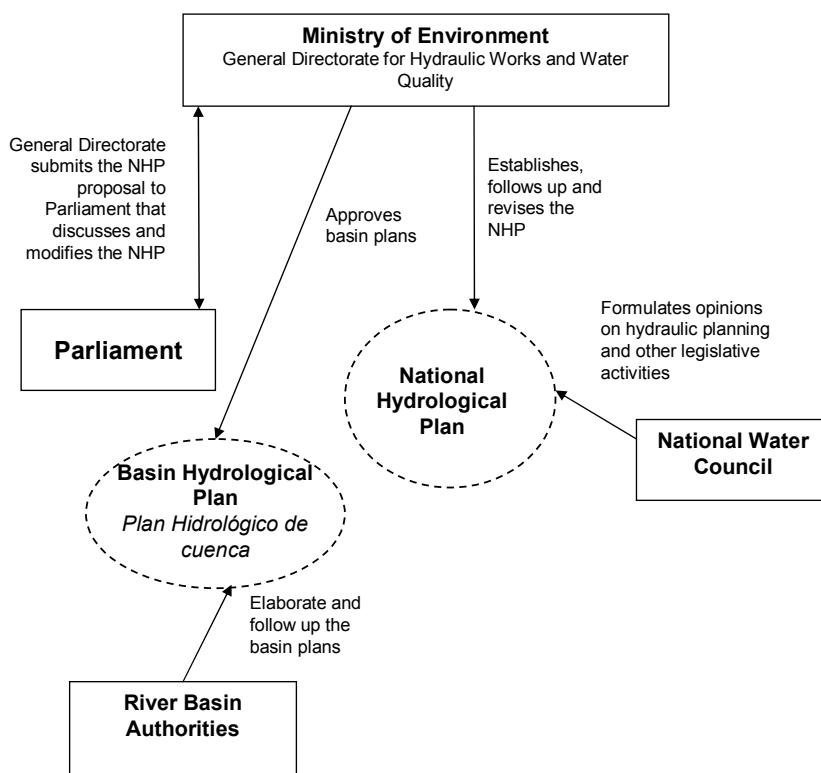 Ministry of Environment
General Directorate for Hydraulic Works and Water
Quality
General Directorate
submits the NHP
proposal to
Parliament that
discusses and
modifies the NHP
Approves
basin plans
Establishes,
follows up and
revises the
NHP
Parliament
National
Hydrological
Plan
Formulates opinions
on hydraulic planning
and other legislative
activities
National Water
Council
Basin Hydrological
Plan
Plan Hidrológico de
cuenca
Elaborate and
follow up the
basin plans
River Basin
Authorities